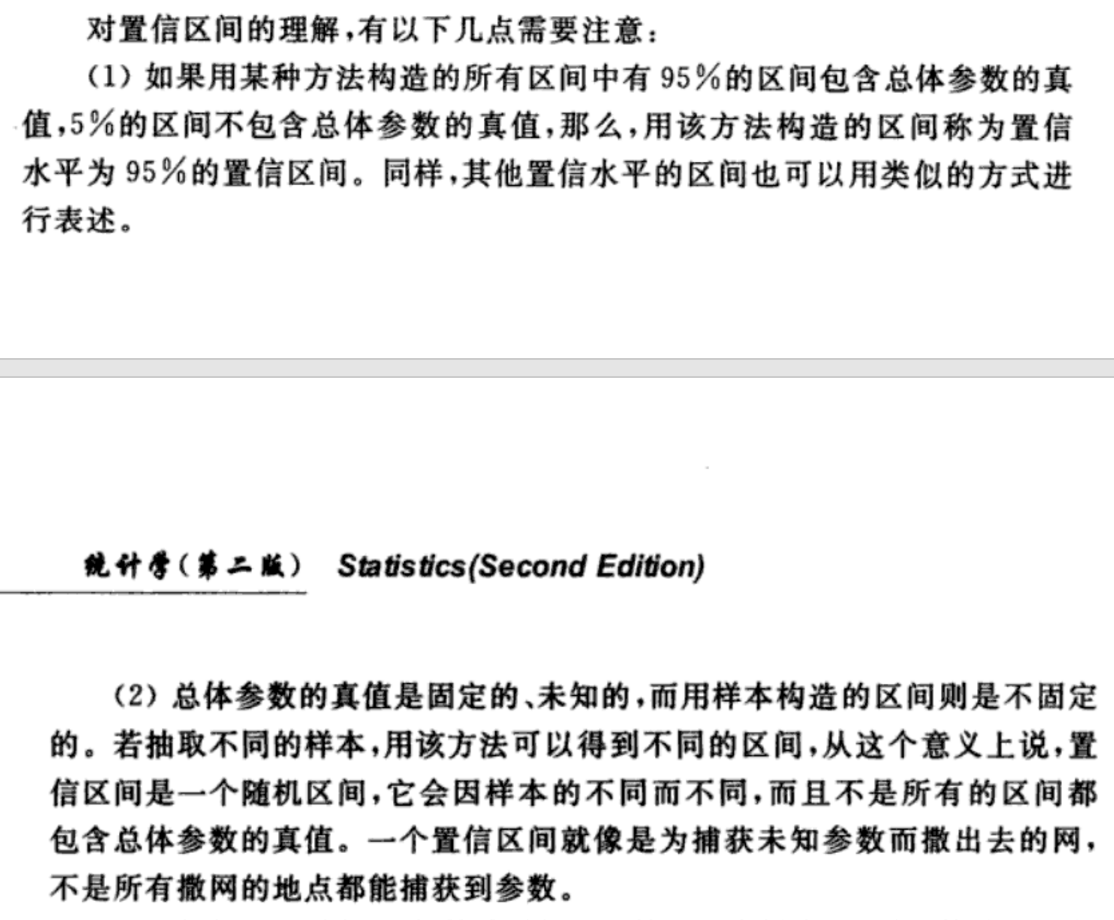 对置信区间的理解,有以下几点需要注意:
(1) 如果用某种方法构造的所有区间中有 95%的区间包含总体参数的真
值,5%的区间不包含总体参数的真值,那么,用该方法构造的区间称为置信
水平为 95%的置信区间。同样,其他置信水平的区间也可以用类似的方式进
行表述。
统计学(第二版) Statistics(Second Edition)
(2) 总体参数的真值是固定的、未知的,而用样本构造的区间则是不固定
的。若抽取不同的样本,用该方法可以得到不同的区间,从这个意义上说,置
信区间是一个随机区间,它会因样本的不同而不同,而且不是所有的区间都
包含总体参数的真值。一个置信区间就像是为捕获未知参数而撒出去的网,
不是所有撒网的地点都能捕获到参数。